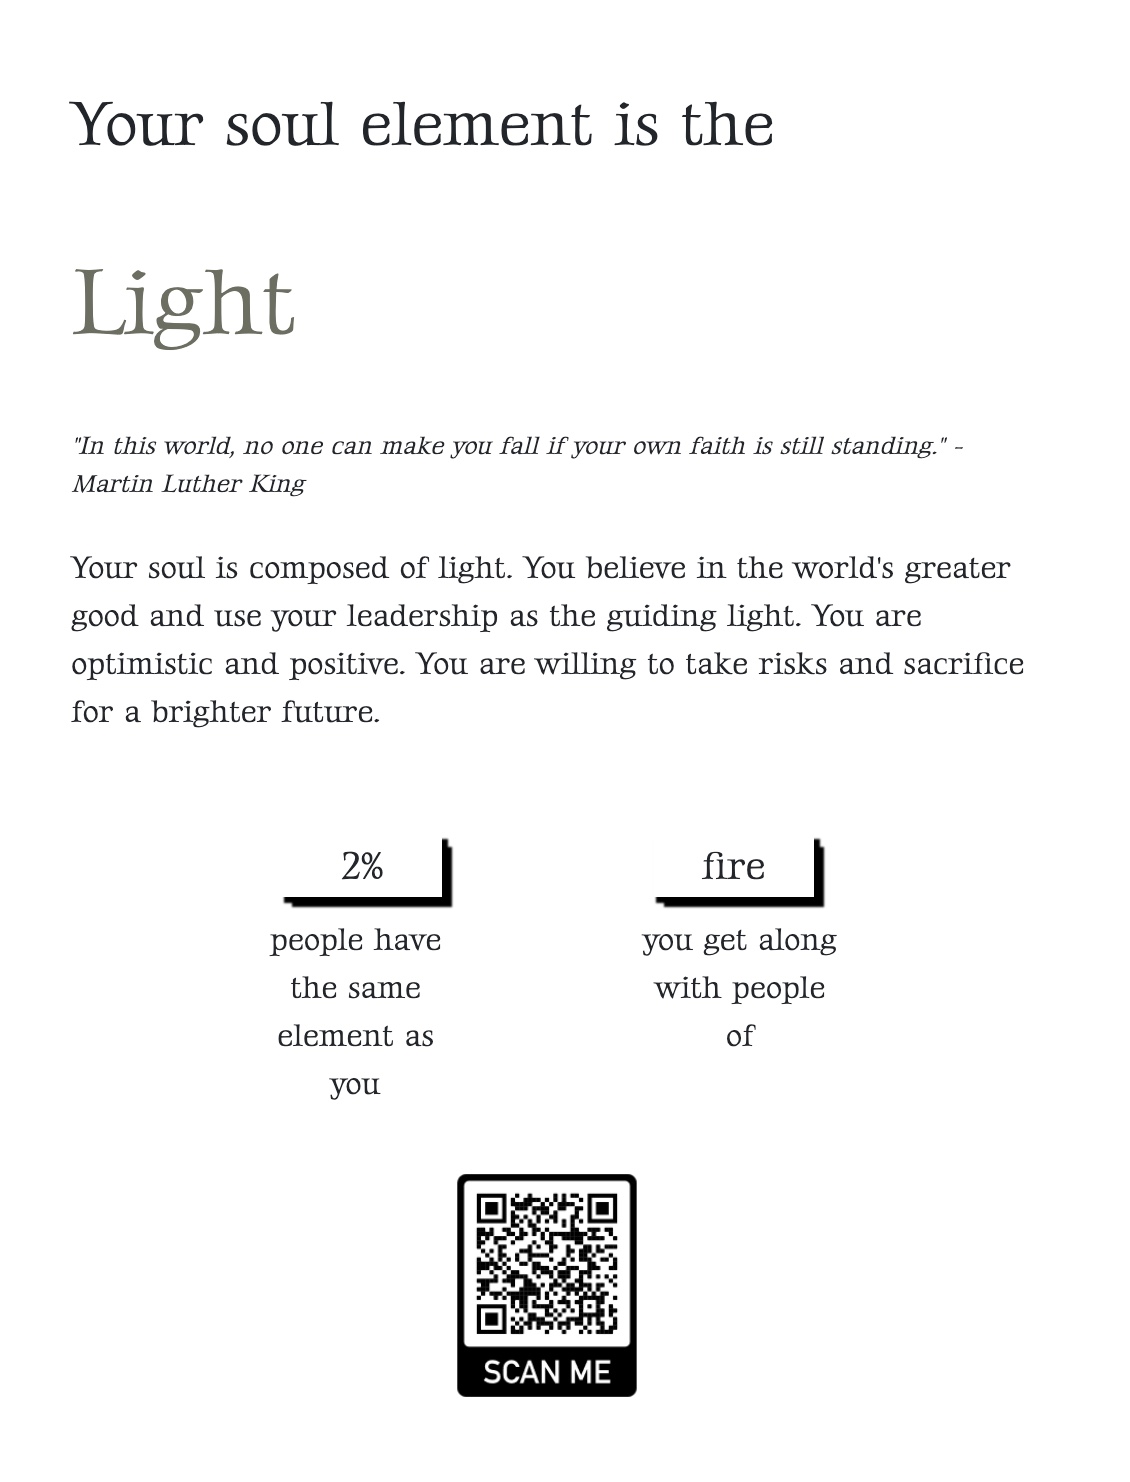 Your soul element is the
Light
"In this world, no one can make you fall if your own faith is still standing." -
Martin Luther King
Your soul is composed of light. You believe in the world's greater
good and use your leadership as the guiding light. You are
optimistic and positive. You are willing to take risks and sacrifice
for a brighter future.
2%
people have
the same
element as
you
fire
you get along
with people
of
SCAN ME